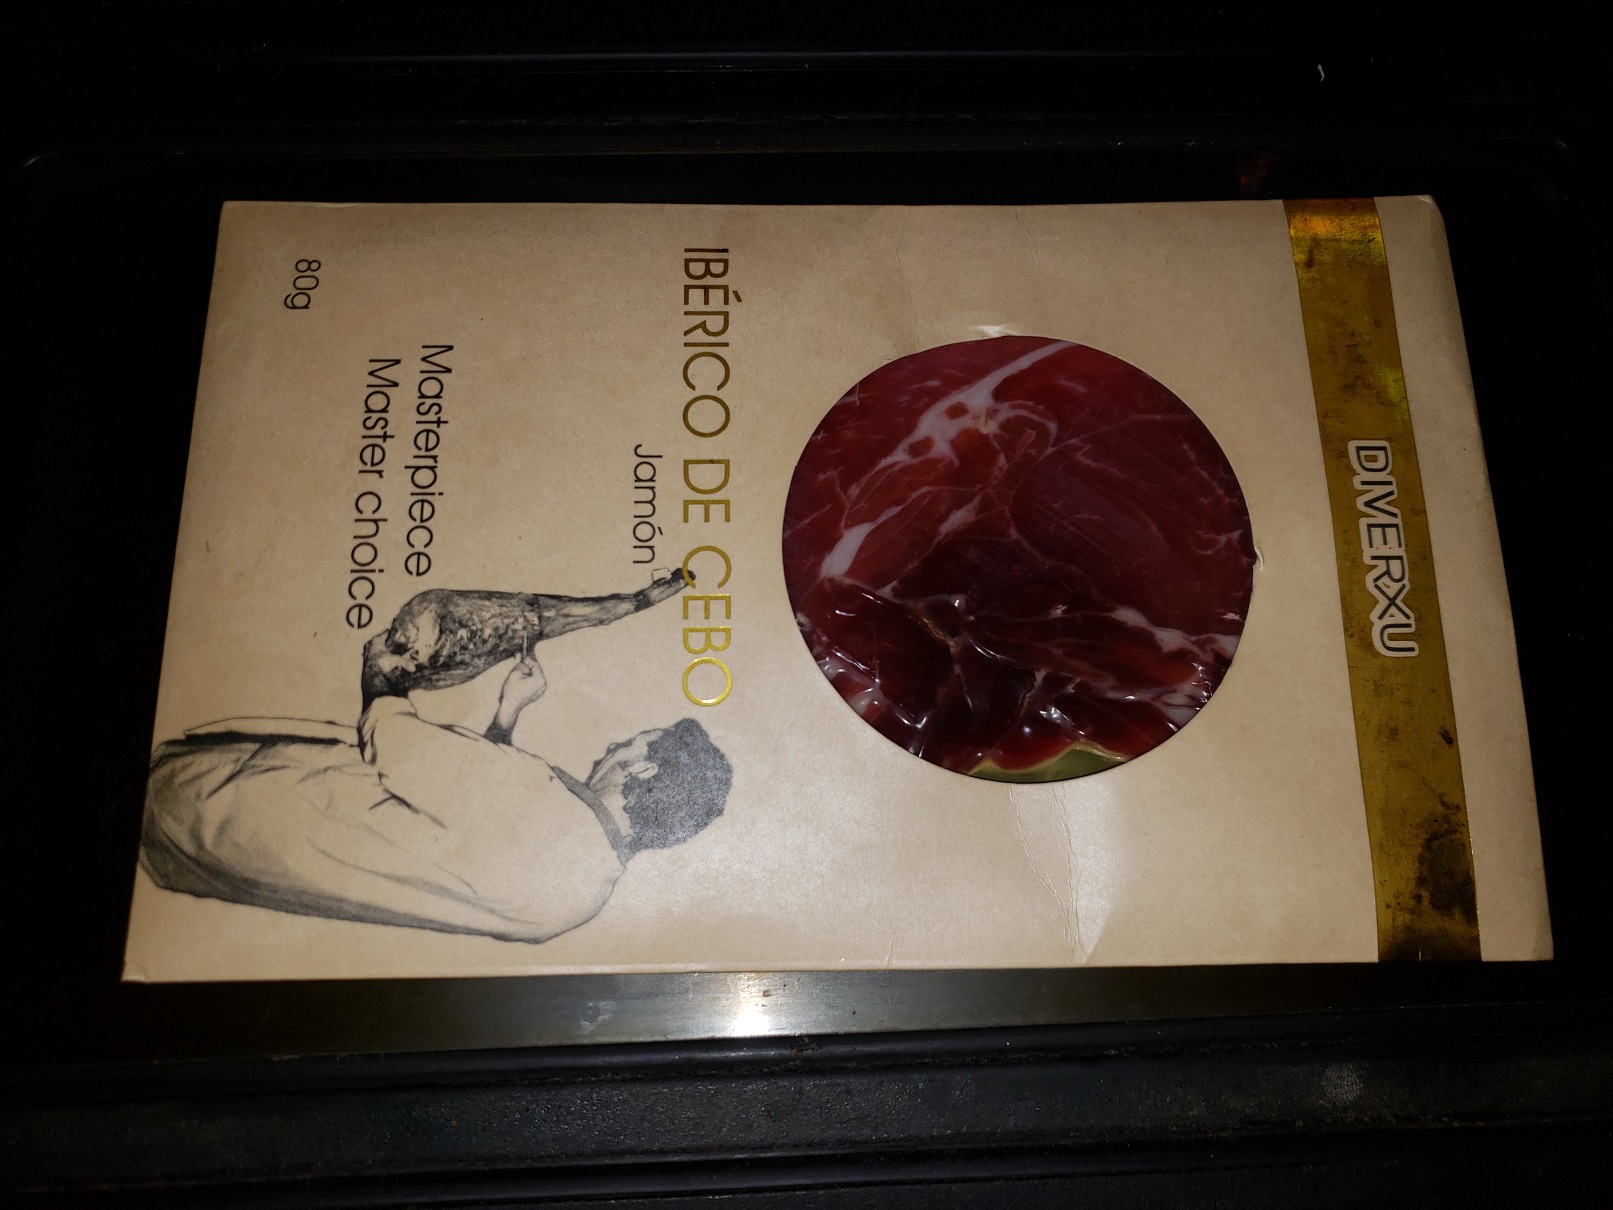 DIVERXU
IBÉRICO DE CEBO
Jamón
Masterpiece
Master choice
80g